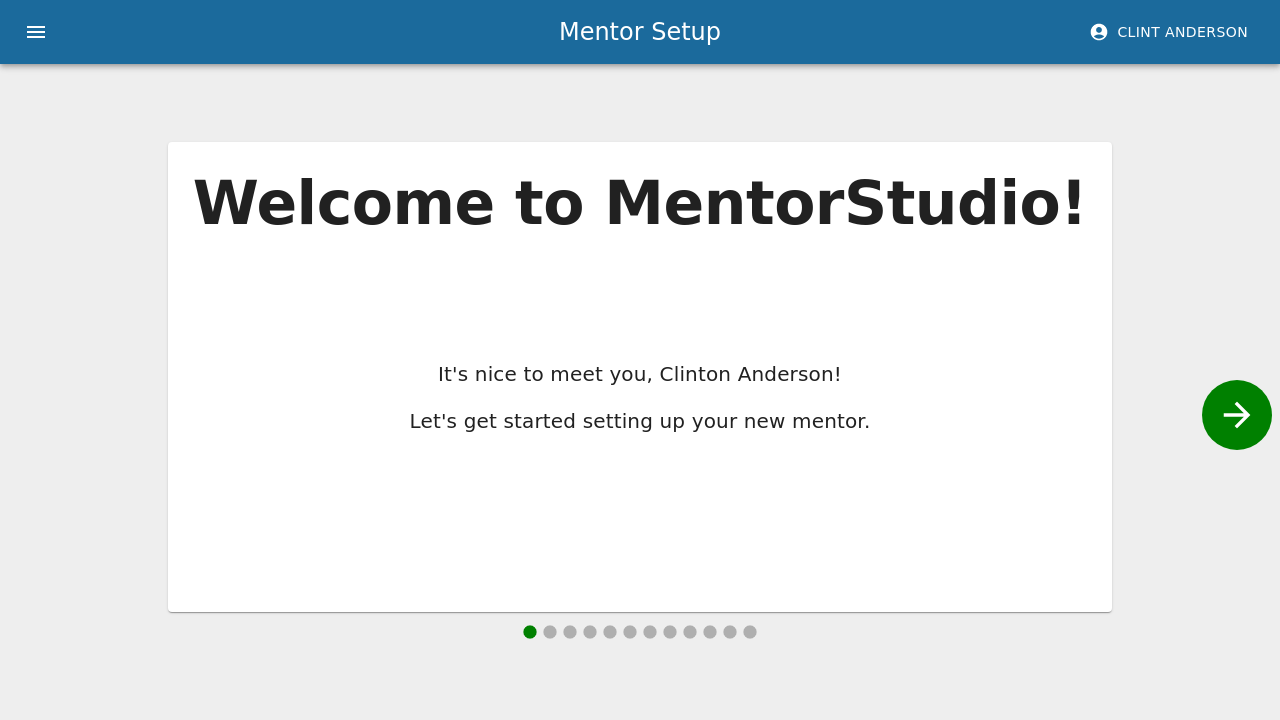 Mentor Setup
CLINT ANDERSON
Welcome to MentorStudio!
It's nice to meet you, Clinton Anderson!
Let's get started setting up your new mentor.